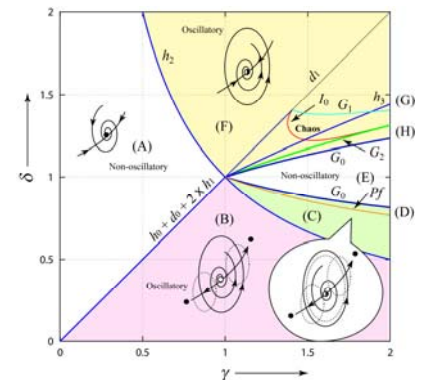 2
1.5
1
0.5
0
0
0.5
1
1.5
2
δ
γ
Oscillatory
h₂
d₁
I₀
G₁
h₃
(G)
Chaos
(H)
(F)
(A)
Non-oscillatory
G₂
G₀
Non-oscillatory
(E)
G₀
Pf
(D)
h₀ + d₀ + 2 × h₁
(B)
(C)
Oscillatory